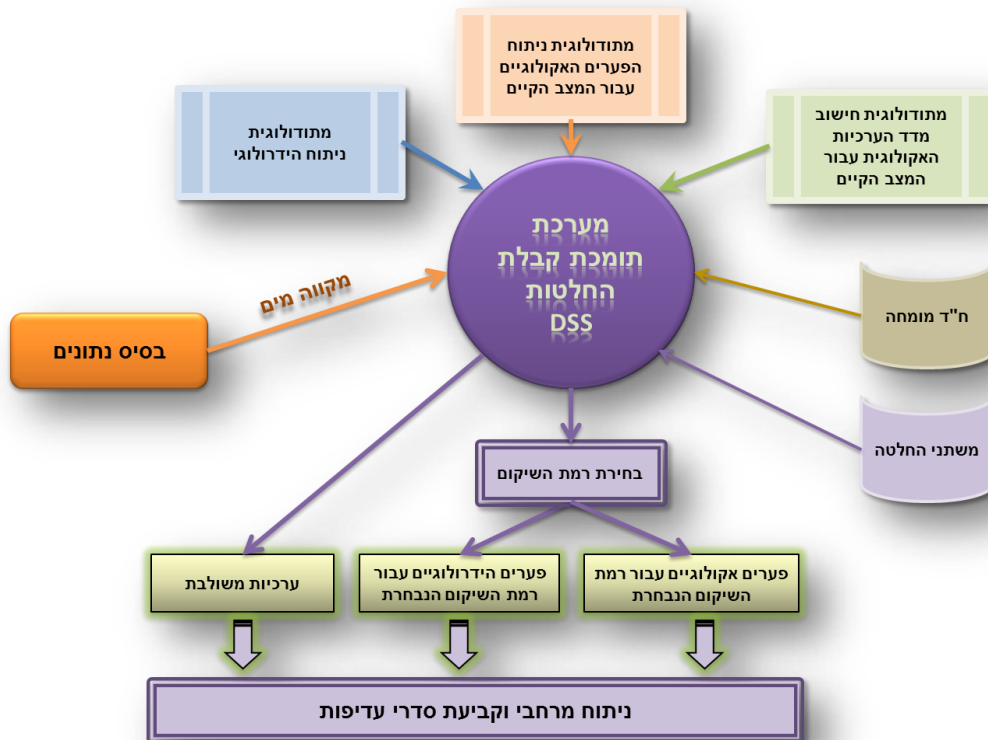 מתודולוגית ניתוח
הפערים האקולוגיים
עבור המצב הקיים
מתודולוגית חישוב
מדד הערכיות
האקולוגית עבור
המצב הקיים
מתודולוגית
ניתוח הידרולוגי
מערכת
תומכת קבלת
החלטות
DSS
ח"ד מומחה
מקווה מים
בסיס נתונים
משתני החלטה
בחירת רמת השיקום
פערים אקולוגיים עבור רמת
השיקום הנבחרת
פערים הידרולוגיים עבור
רמת השיקום הנבחרת
ערכיות משולבת
ניתוח מרחבי וקביעת סדרי עדיפות